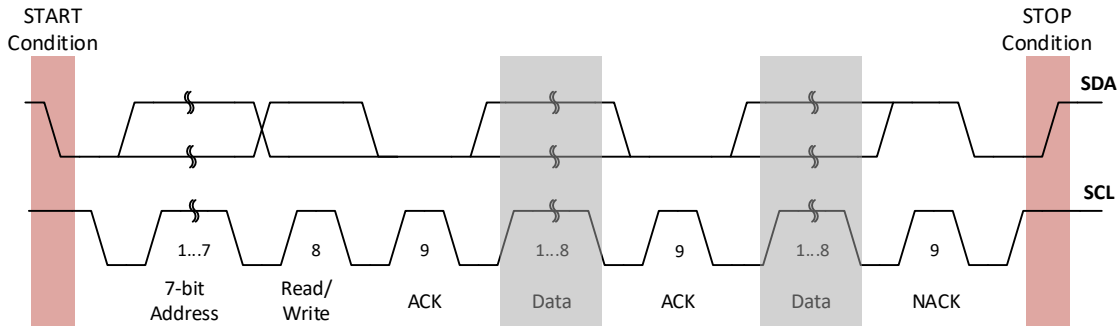 START
Condition
STOP
Condition
SDA
SCL
1...7
8
9
1...8
9
1...8
9
7-bit
Address
Read/
Write
ACK
Data
ACK
Data
NACK